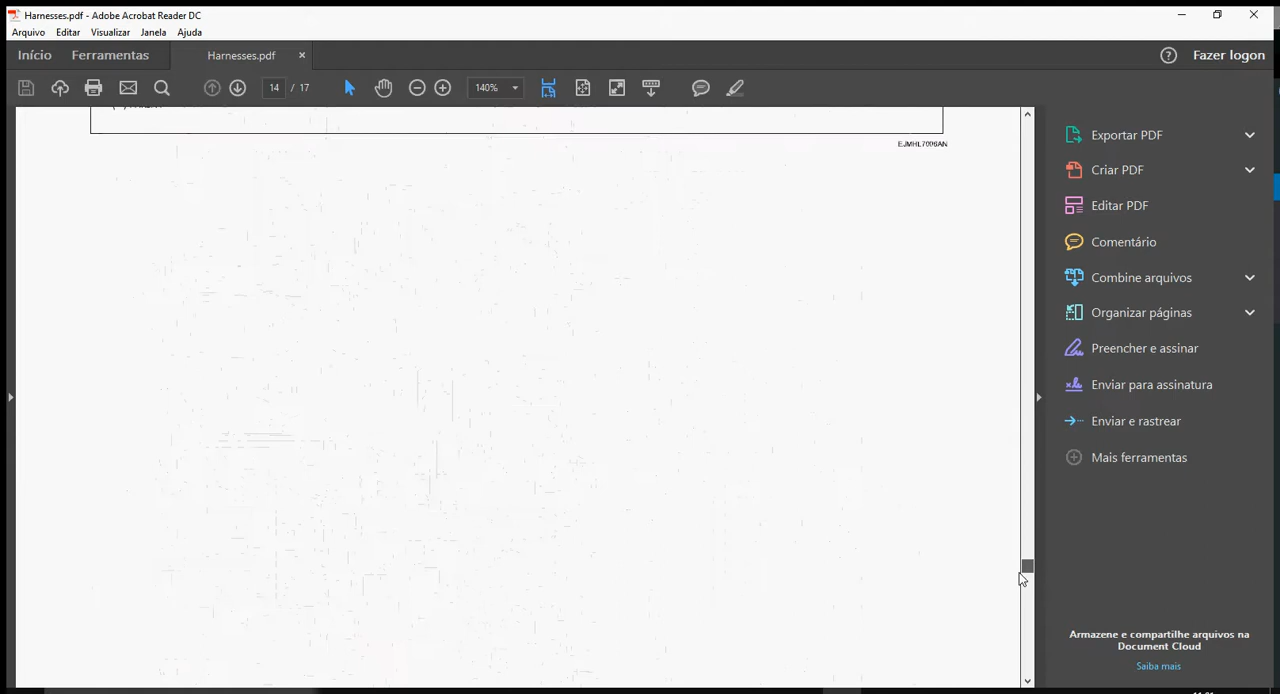 Harnesses.pdf - Adobe Acrobat Reader DC
Arquivo Editar Visualizar Janela Ajuda
Início Ferramentas Harnesses.pdf × ? Fazer logon
14 / 17 140%
EJMHL7006AN
Exportar PDF
Criar PDF
Editar PDF
Comentário
Combine arquivos
Organizar páginas
Preencher e assinar
Enviar para assinatura
Enviar e rastrear
Mais ferramentas
Armazene e compartilhe arquivos na
Document Cloud
Saiba mais